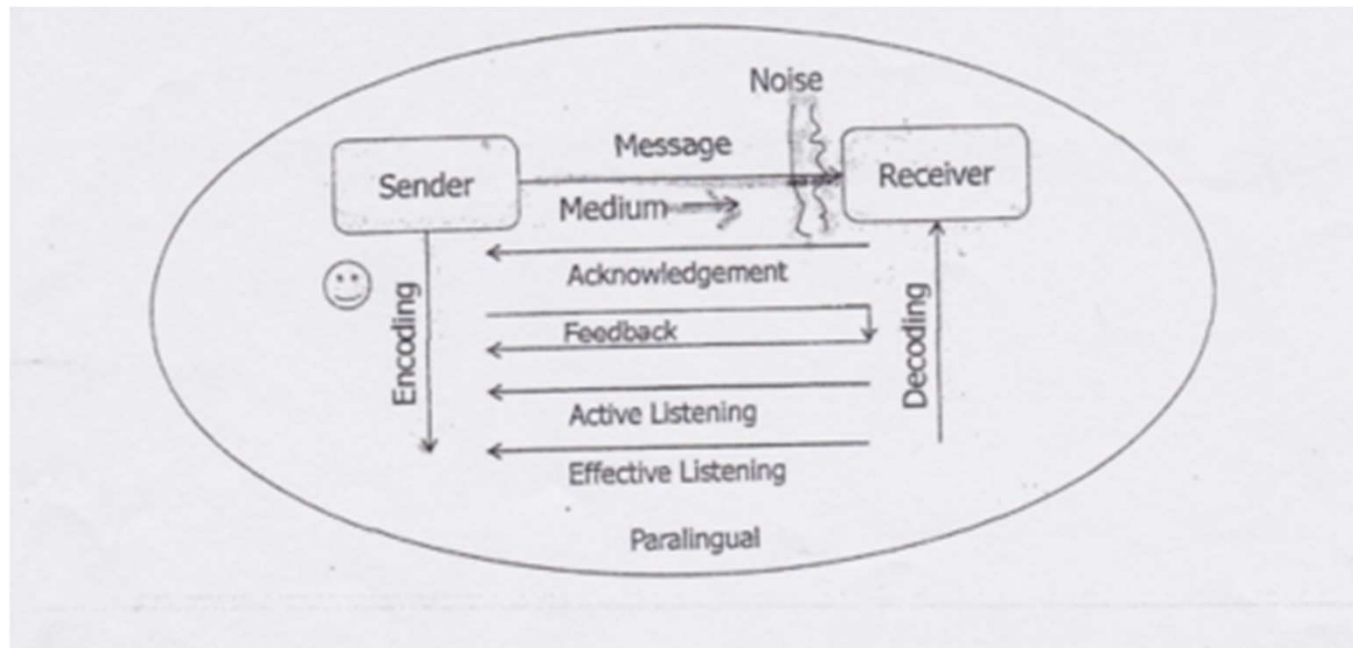 Noise
Message
Sender
Receiver
Medium
Acknowledgement
Encoding
Feedback
Decoding
Active Listening
Effective Listening
Paralingual